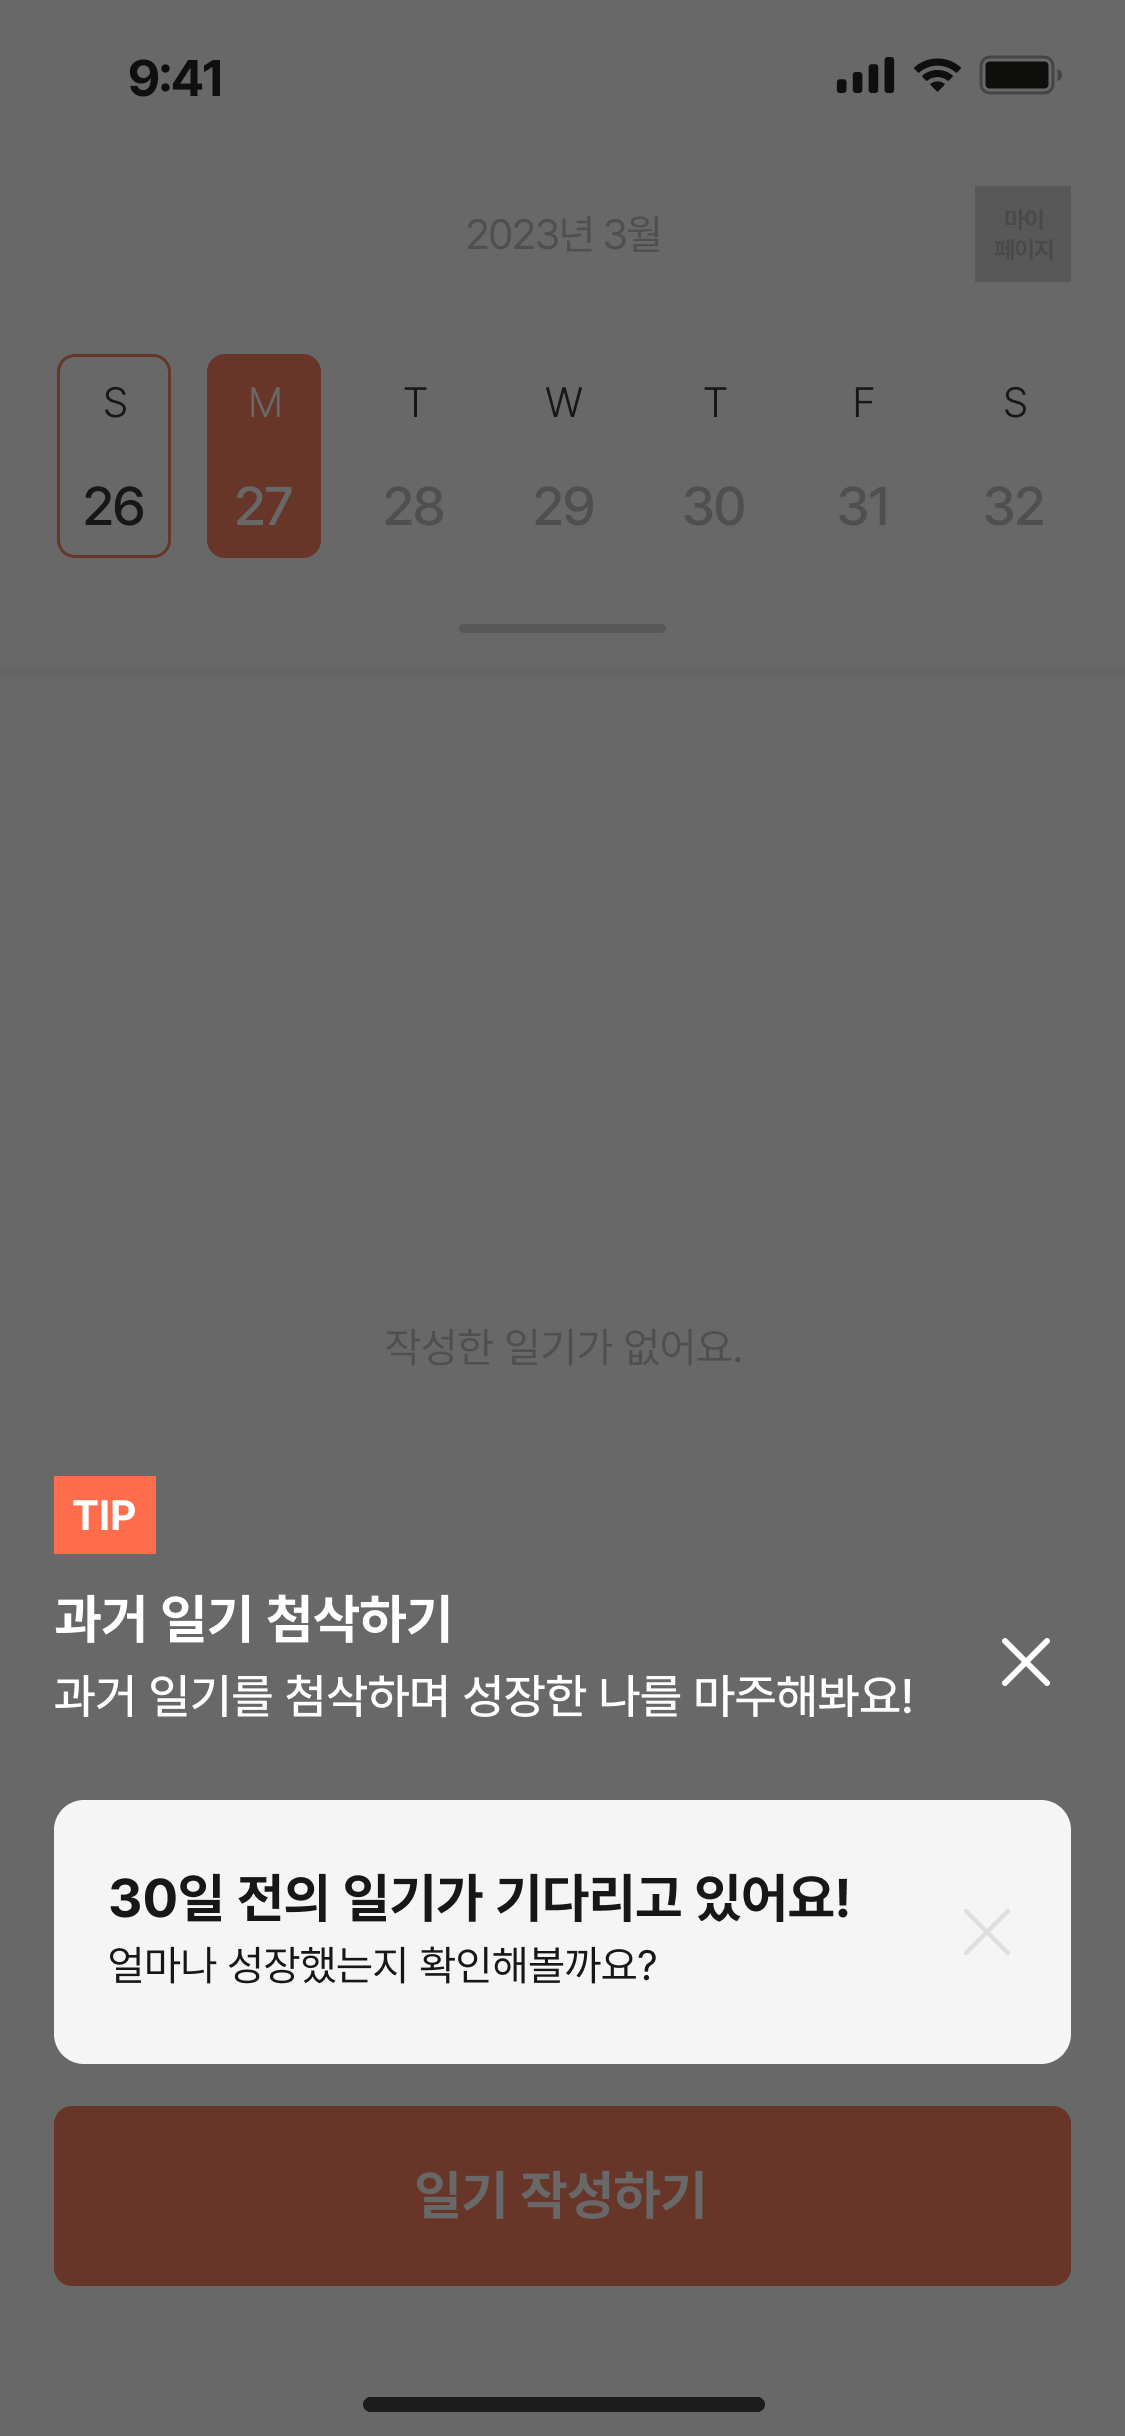 9:41
2023년 3월
마이
페이지
S M T W T F S
26 27 28 29 30 31 32
작성한 일기가 없어요.
TIP
과거 일기 첨삭하기
과거 일기를 첨삭하며 성장한 나를 마주해봐요!
30일 전의 일기가 기다리고 있어요!
얼마나 성장했는지 확인해볼까요?
일기 작성하기